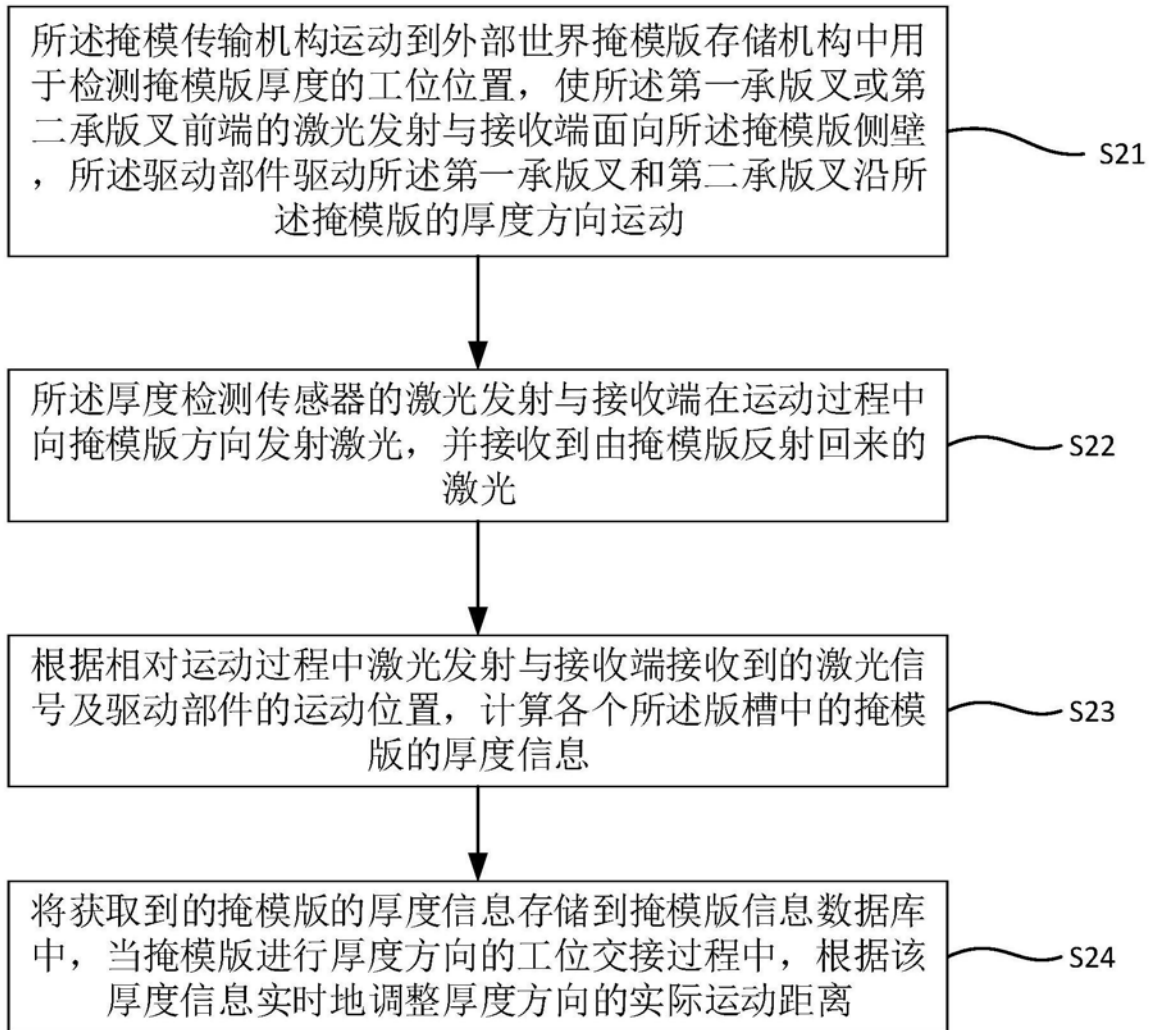 所述掩模传输机构运动到外部世界掩模版存储机构中用
于检测掩模版厚度的工位位置，使所述第一承版叉或第
二承版叉前端的激光发射与接收端面向所述掩模版侧壁
，所述驱动部件驱动所述第一承版叉和第二承版叉沿所
述掩模版的厚度方向运动
S21
所述厚度检测传感器的激光发射与接收端在运动过程中
向掩模版方向发射激光，并接收到由掩模版反射回来的
激光
S22
根据相对运动过程中激光发射与接收端接收到的激光信
号及驱动部件的运动位置，计算各个所述版槽中的掩模
版的厚度信息
S23
将获取到的掩模版的厚度信息存储到掩模版信息数据库
中，当掩模版进行厚度方向的工位交接过程中，根据该
厚度信息实时地调整厚度方向的实际运动距离
S24